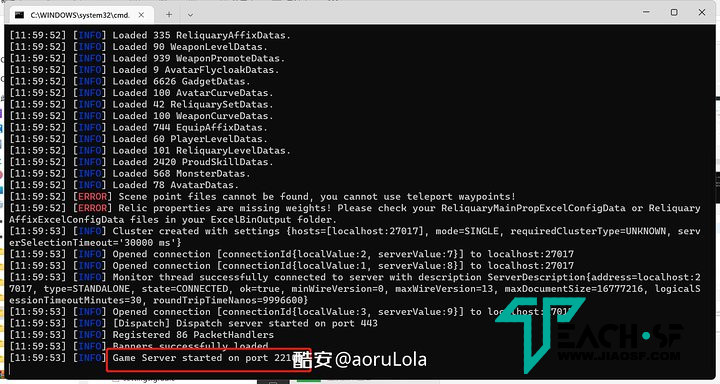 C:\WINDOWS\system32\cmd.
[11:59:52] [INFO] Loaded 335 ReliquaryAffixDatas.
[11:59:52] [INFO] Loaded 90 WeaponLevelDatas.
[11:59:52] [INFO] Loaded 939 WeaponPromoteDatas.
[11:59:52] [INFO] Loaded 9 AvatarFlycloakDatas.
[11:59:52] [INFO] Loaded 6626 GadgetDatas.
[11:59:52] [INFO] Loaded 100 AvatarCurveDatas.
[11:59:52] [INFO] Loaded 42 ReliquarySetDatas.
[11:59:52] [INFO] Loaded 100 WeaponCurveDatas.
[11:59:52] [INFO] Loaded 744 EquipAffixDatas.
[11:59:52] [INFO] Loaded 60 PlayerLevelDatas.
[11:59:52] [INFO] Loaded 101 ReliquaryLevelDatas.
[11:59:52] [INFO] Loaded 2420 ProudSkillDatas.
[11:59:52] [INFO] Loaded 568 MonsterDatas.
[11:59:52] [INFO] Loaded 78 AvatarDatas.
[11:59:52] [ERROR] Scene point files cannot be found, you cannot use teleport waypoints!
[11:59:52] [ERROR] Relic properties are missing weights! Please check your ReliquaryMainPropExcelConfigData or Reliquary
AffixExcelConfigData files in your ExcelBinOutput folder.
[11:59:53] [INFO] Cluster created with settings {hosts=[localhost:27017], mode=SINGLE, requiredClusterType=UNKNOWN, serv
erSelectionTimeout='30000 ms'}
[11:59:53] [INFO] Opened connection [connectionId{localValue:2, serverValue:7}] to localhost:27017
[11:59:53] [INFO] Opened connection [connectionId{localValue:1, serverValue:8}] to localhost:27017
[11:59:53] [INFO] Monitor thread successfully connected to server with description ServerDescription{address=localhost:2
7017, type=STANDALONE, state=CONNECTED, ok=true, minWireVersion=0, maxWireVersion=13, maxDocumentSize=16777216, logicalS
essionTimeoutMinutes=30, roundTripTimeNanos=9996600}
[11:59:53] [INFO] Opened connection [connectionId{localValue:3, serverValue:9}] to localhost:27017
[11:59:53] [INFO] [Dispatch] Dispatch server started on port 443
[11:59:53] [INFO] Registered 86 PacketHandlers
[11:59:53] [INFO] Banners successfully loaded.
[11:59:53] [INFO] Game Server started on port
酷安@aoruLola
TEACH·SF
WWW.JIAOSF.COM